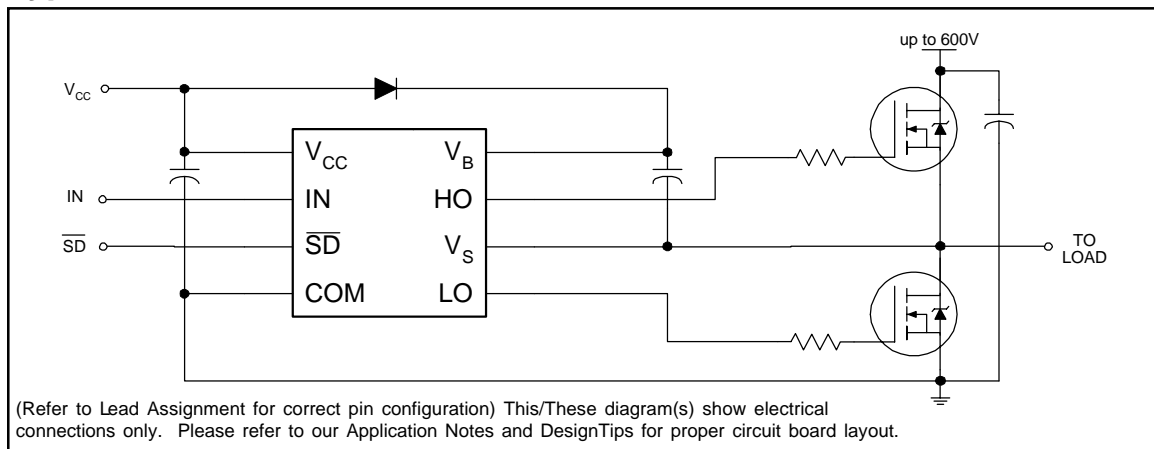 up to 600V
VCC
VCC
VB
IN
IN
HO
SD
SD
VS
TO
LOAD
COM
LO
(Refer to Lead Assignment for correct pin configuration) This/These diagram(s) show electrical
connections only. Please refer to our Application Notes and DesignTips for proper circuit board layout.